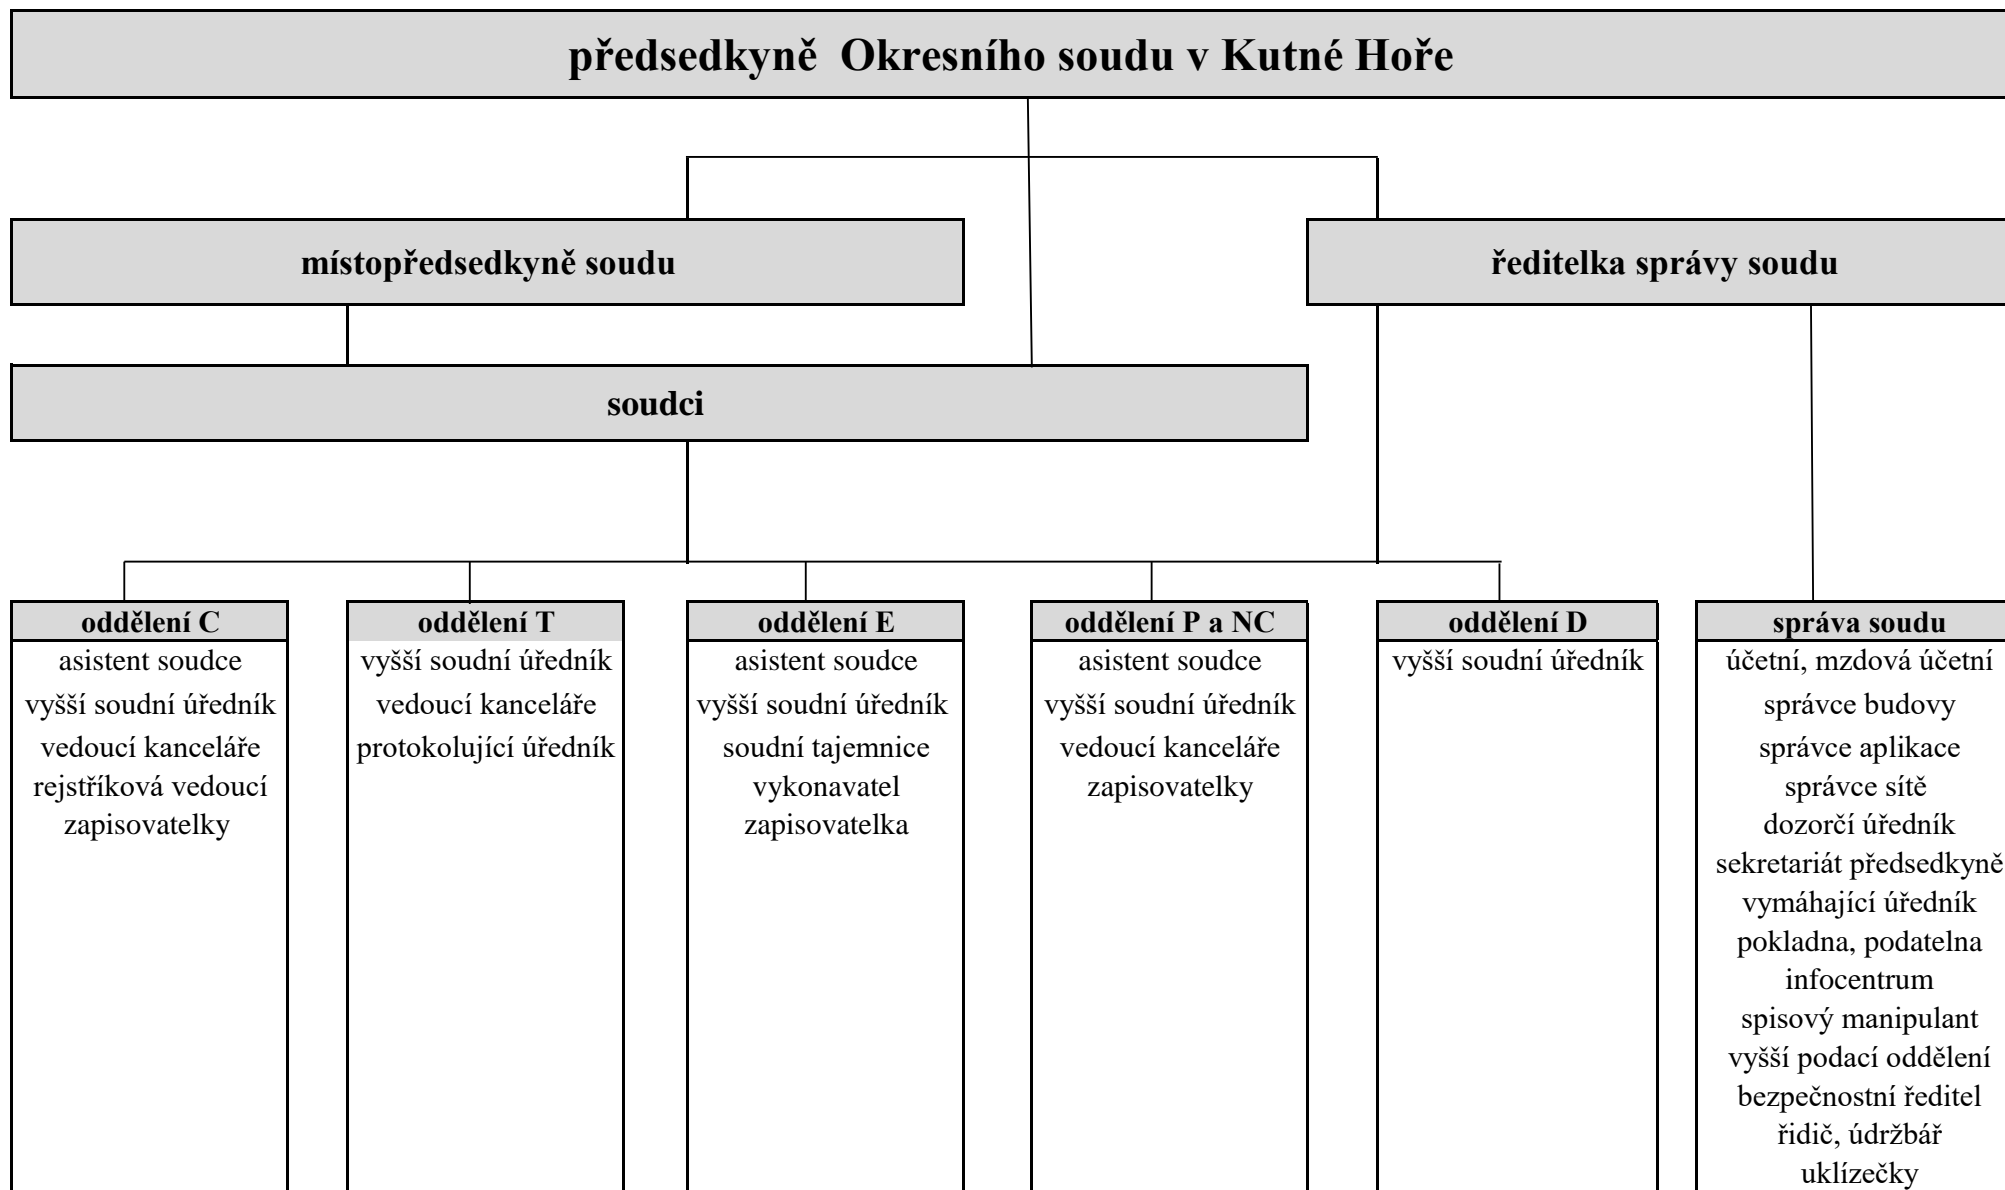 předsedkyně Okresního soudu v Kutné Hoře
místopředsedkyně soudu
ředitelka správy soudu
soudci
oddělení C
asistent soudce
vyšší soudní úředník
vedoucí kanceláře
rejstříková vedoucí
zapisovatelky
oddělení T
vyšší soudní úředník
vedoucí kanceláře
protokolující úředník
oddělení E
asistent soudce
vyšší soudní úředník
soudní tajemnice
vykonavatel
zapisovatelka
oddělení P a NC
asistent soudce
vyšší soudní úředník
vedoucí kanceláře
zapisovatelky
oddělení D
vyšší soudní úředník
správa soudu
účetní, mzdová účetní
správce budovy
správce aplikace
správce sítě
dozorčí úředník
sekretariát předsedkyně
vymáhající úředník
pokladna, podatelna
infocentrum
spisový manipulant
vyšší podací oddělení
bezpečnostní ředitel
řidič, údržbář
uklízečky